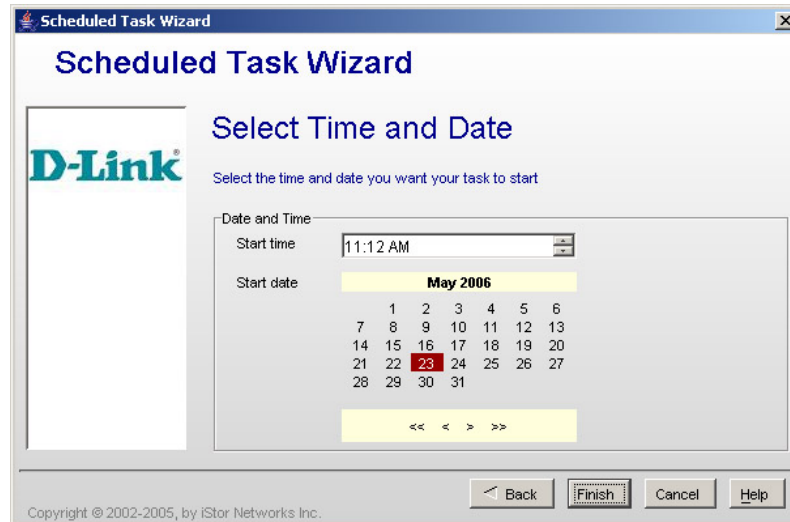 Scheduled Task Wizard
Scheduled Task Wizard
D-Link
Select Time and Date
Select the time and date you want your task to start
Date and Time
Start time 11:12 AM
Start date May 2006
1 2 3 4 5 6
7 8 9 10 11 12 13
14 15 16 17 18 19 20
21 22 23 24 25 26 27
28 29 30 31
<< < > >>
Back Finish Cancel Help
Copyright © 2002-2005, by iStor Networks Inc.